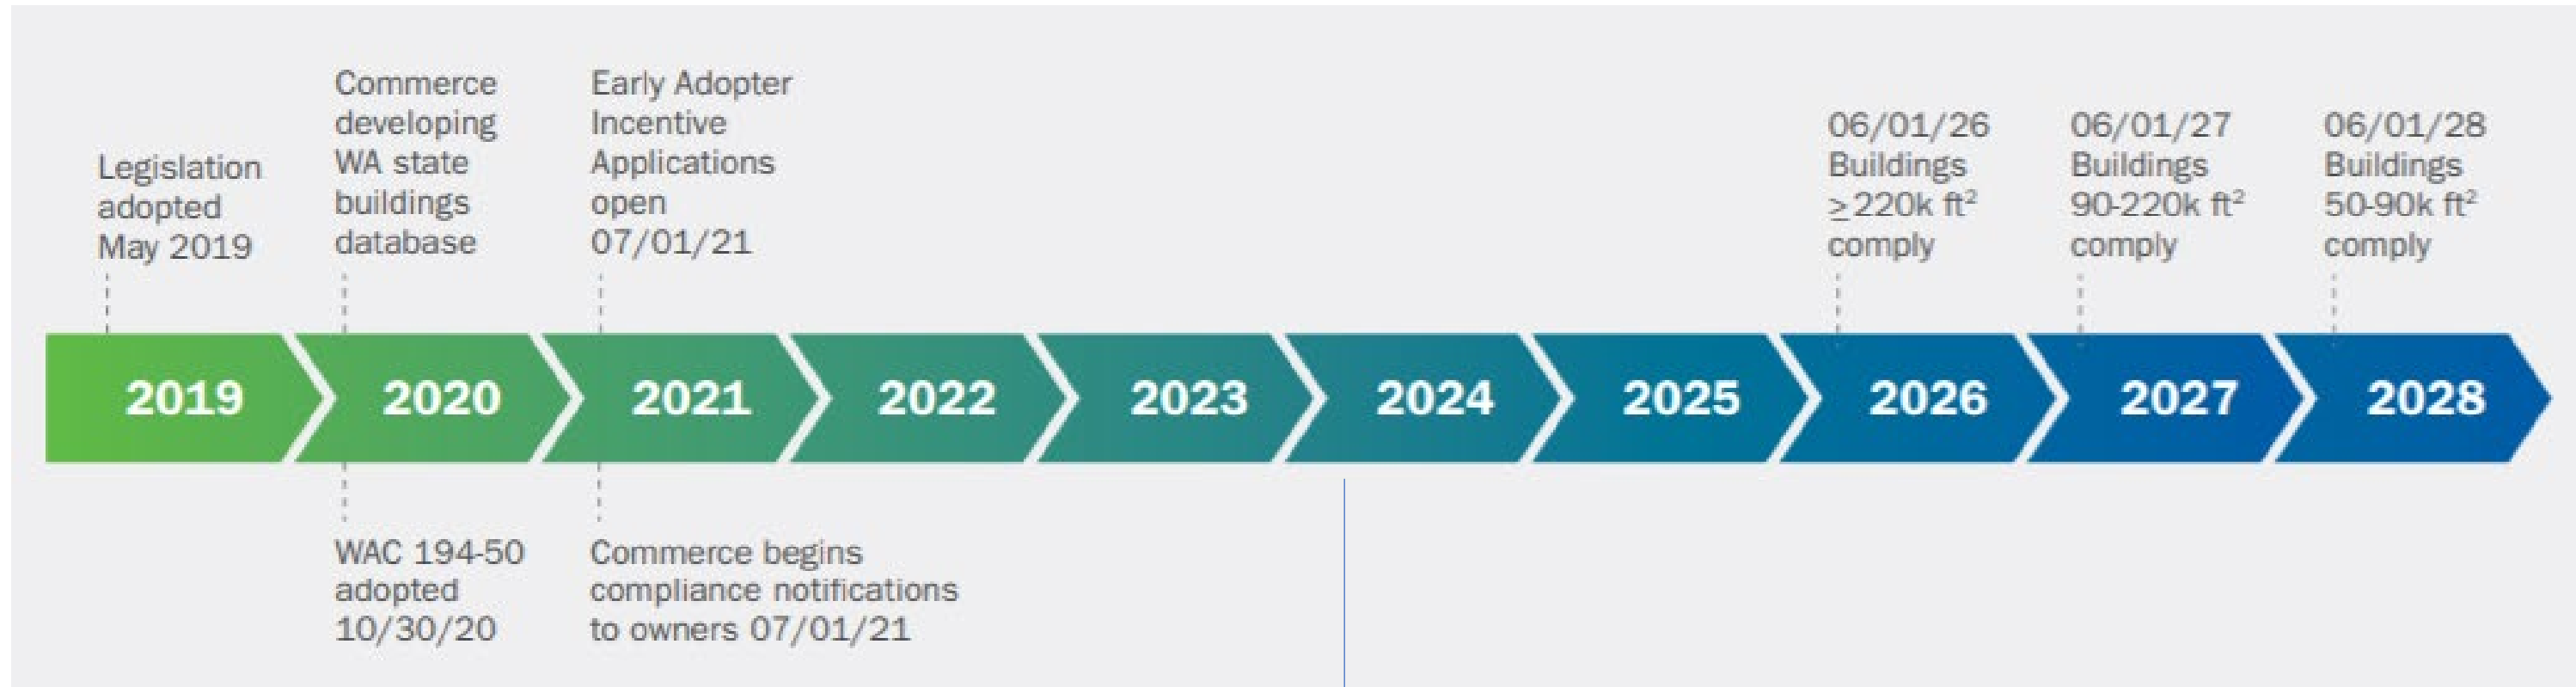 Legislation
adopted
May 2019
Commerce
developing
WA state
buildings
database
Early Adopter
Incentive
Applications
open
07/01/21
06/01/26
Buildings
≥220k ft²
comply
06/01/27
Buildings
90-220k ft²
comply
06/01/28
Buildings
50-90k ft²
comply
2019
2020
2021
2022
2023
2024
2025
2026
2027
2028
WAC 194-50
adopted
10/30/20
Commerce begins
compliance notifications
to owners 07/01/21